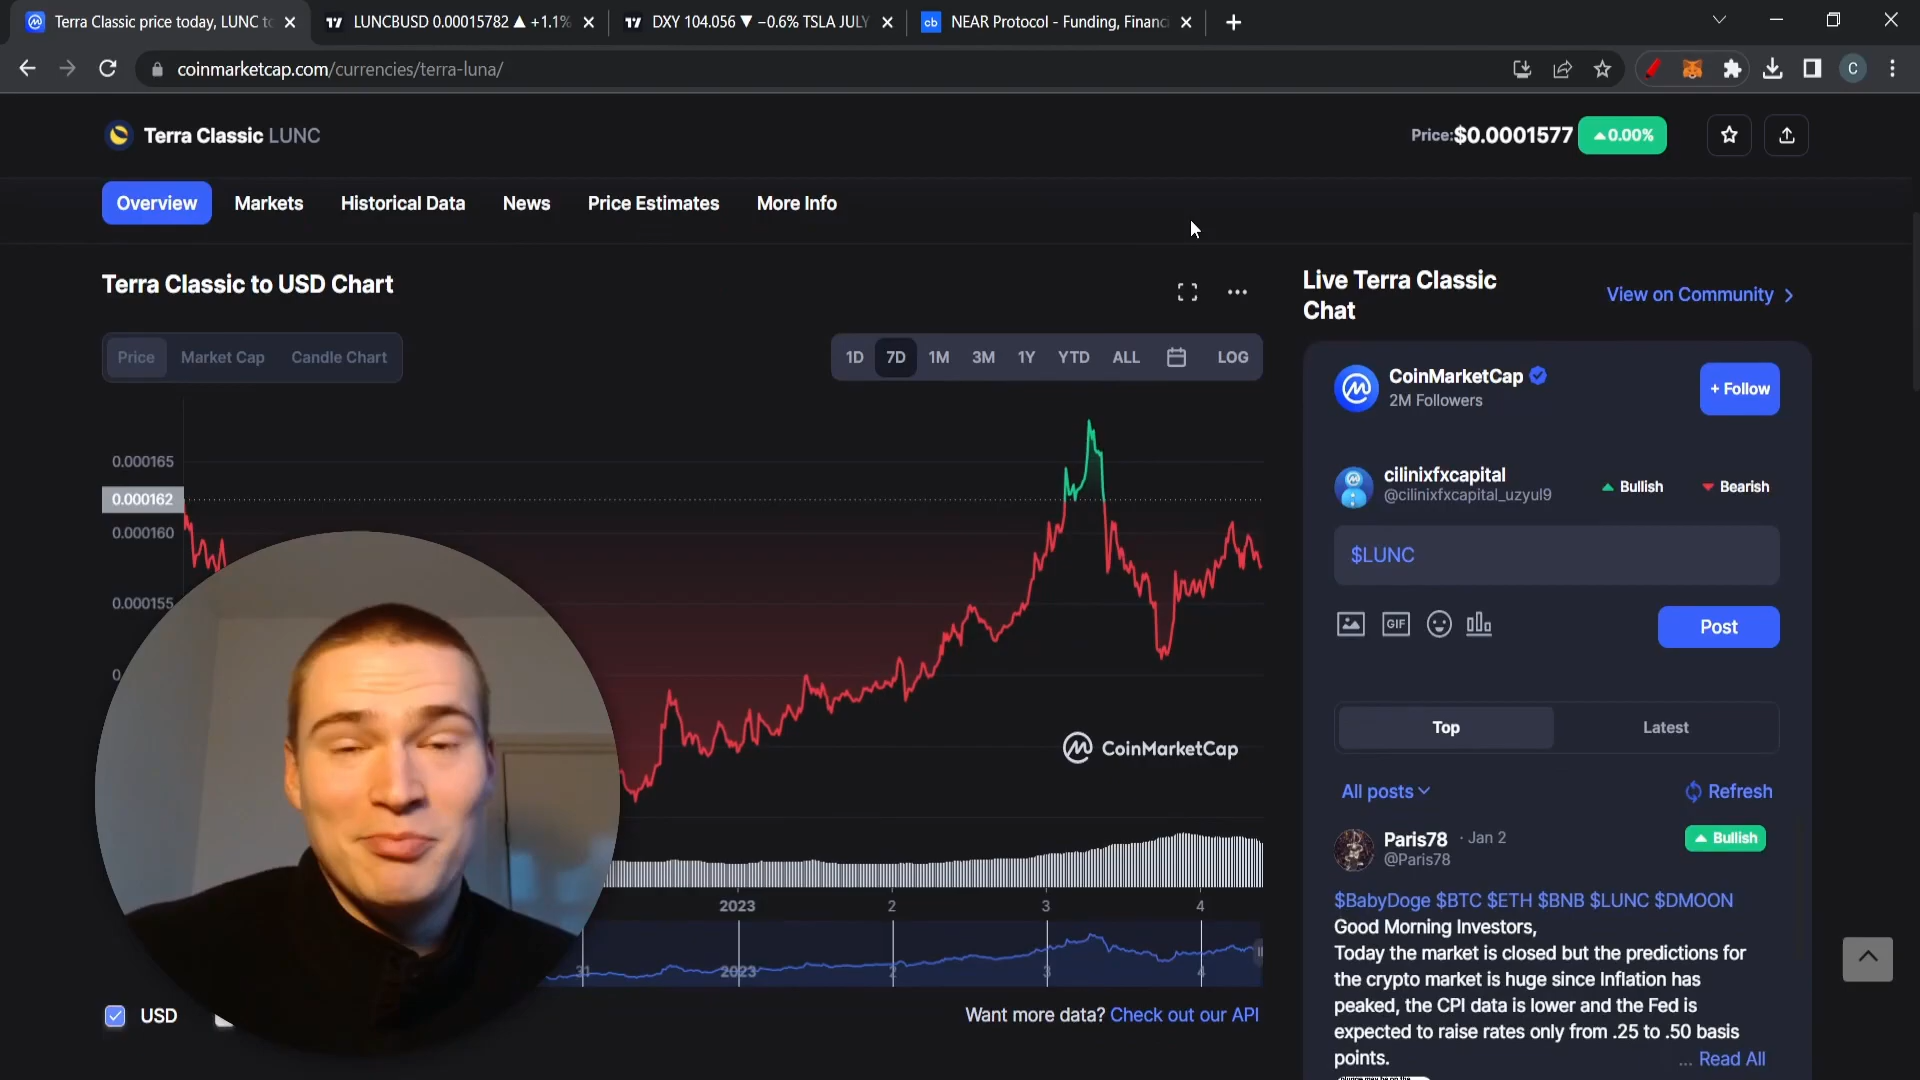 Terra Classic price today, LUNC to
LUNCBUSD 0.00015782 ▲ +1.1%
DXY 104.056 ▼ −0.6% TSLA JULY
cb
NEAR Protocol - Funding, Financi
coinmarketcap.com/currencies/terra-luna/
C
Terra Classic LUNC
Price:$0.0001577
0.00%
Overview
Markets
Historical Data
News
Price Estimates
More Info
Terra Classic to USD Chart
Live Terra Classic
Chat
View on Community
Price
Market Cap
Candle Chart
1D
7D
1M
3M
1Y
YTD
ALL
LOG
CoinMarketCap
2M Followers
+ Follow
0.000165
0.000162
0.000160
0.000155
cilinixfxcapital
@cilinixfxcapital_uzyul9
Bullish
Bearish
$LUNC
GIF
Post
Top
Latest
CoinMarketCap
All posts
Refresh
Paris78 · Jan 2
@Paris78
Bullish
$BabyDoge $BTC $ETH $BNB $LUNC $DMOON
Good Morning Investors,
Today the market is closed but the predictions for
the crypto market is huge since Inflation has
peaked, the CPI data is lower and the Fed is
expected to raise rates only from .25 to .50 basis
points.
... Read All
2023
2
3
4
31
2023
2
3
4
USD
Want more data? Check out our API